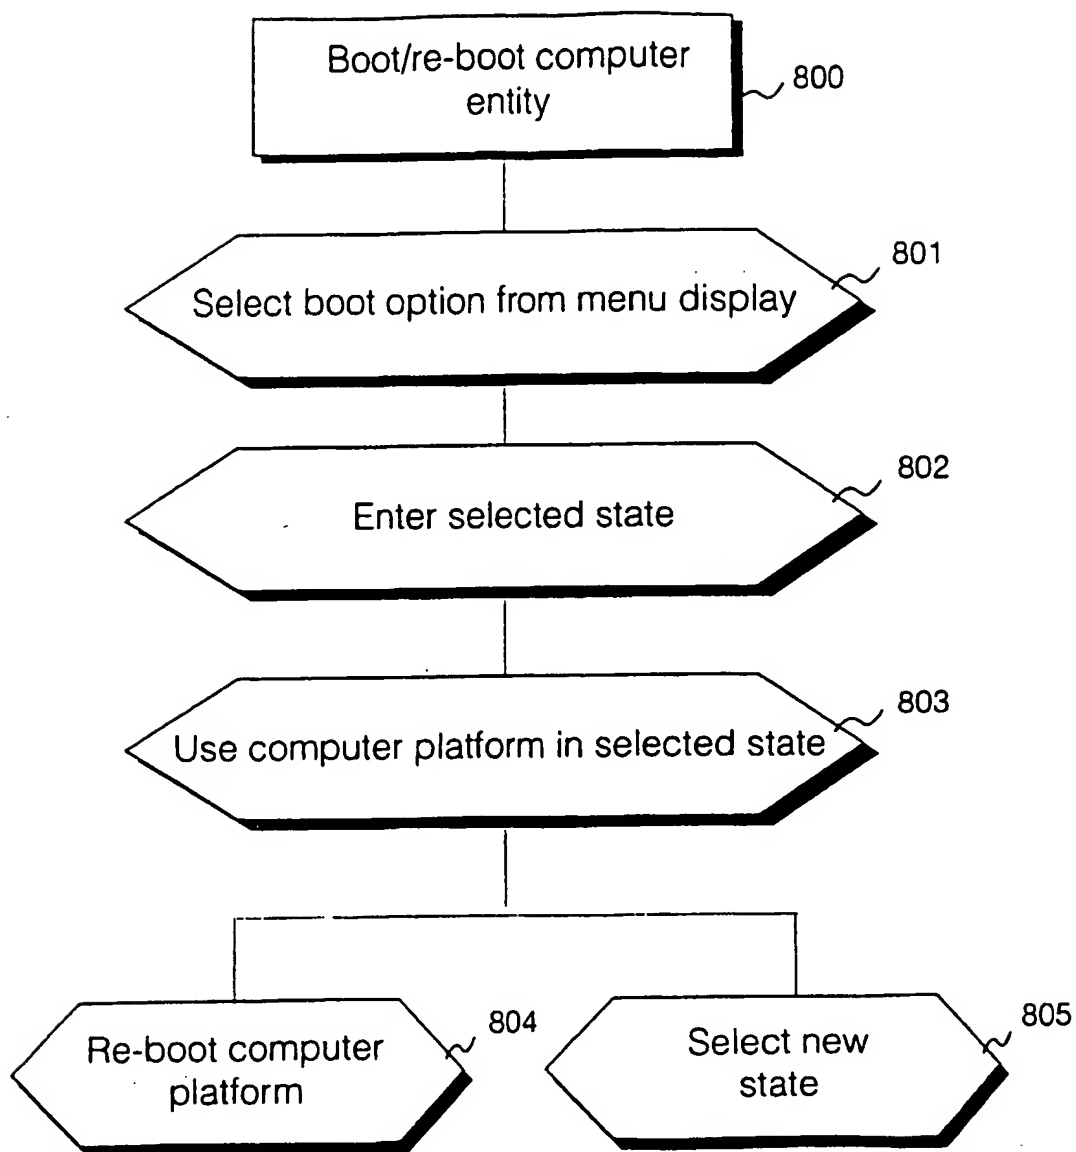 Boot/re-boot computer
entity
800
801
Select boot option from menu display
802
Enter selected state
803
Use computer platform in selected state
804
Re-boot computer
platform
805
Select new
state